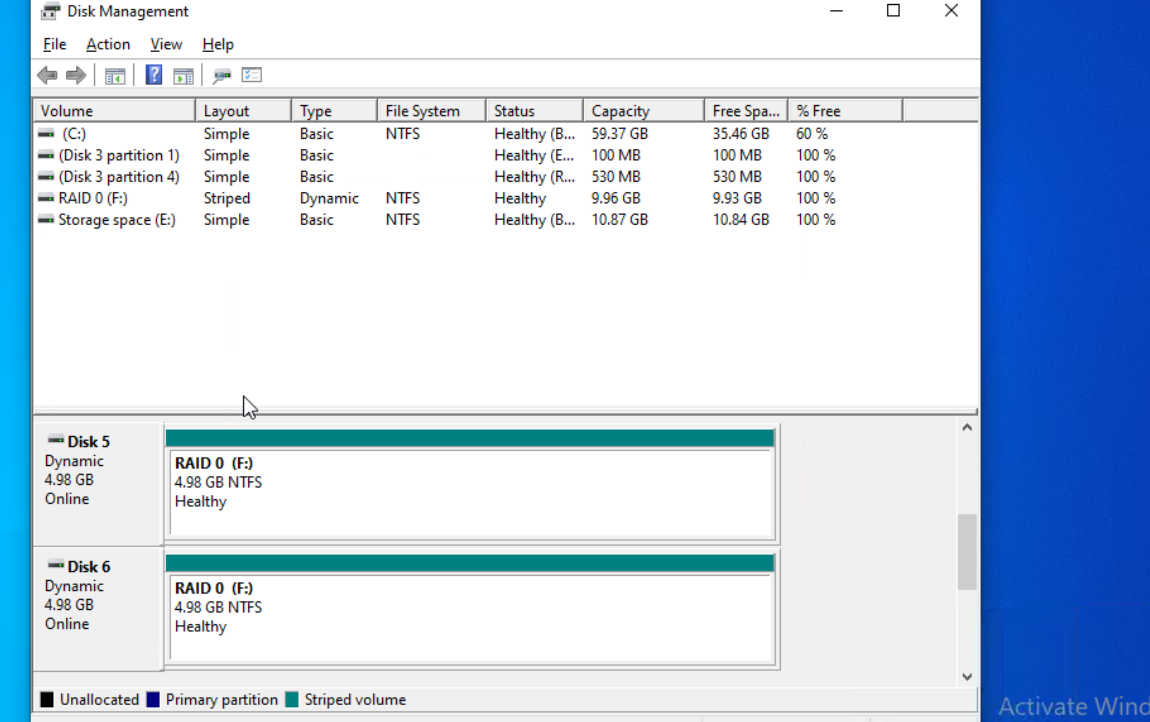 Disk Management
File Action View Help
Volume Layout Type File System Status Capacity Free Spa... % Free
(C:) Simple Basic NTFS Healthy (B... 59.37 GB 35.46 GB 60 %
(Disk 3 partition 1) Simple Basic Healthy (E... 100 MB 100 MB 100 %
(Disk 3 partition 4) Simple Basic Healthy (R... 530 MB 530 MB 100 %
RAID 0 (F:) Striped Dynamic NTFS Healthy 9.96 GB 9.93 GB 100 %
Storage space (E:) Simple Basic NTFS Healthy (B... 10.87 GB 10.84 GB 100 %
Disk 5
Dynamic
4.98 GB
Online
RAID 0 (F:)
4.98 GB NTFS
Healthy
Disk 6
Dynamic
4.98 GB
Online
RAID 0 (F:)
4.98 GB NTFS
Healthy
Unallocated Primary partition Striped volume
Activate Wind